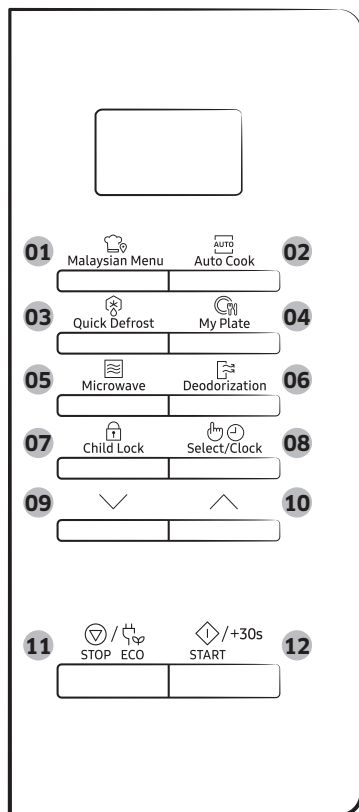 01 Malaysian Menu AUTO Auto Cook 02
03 Quick Defrost My Plate 04
05 Microwave Deodorization 06
07 Child Lock Select/Clock 08
09 10
11 / /+30s 12
STOP ECO START